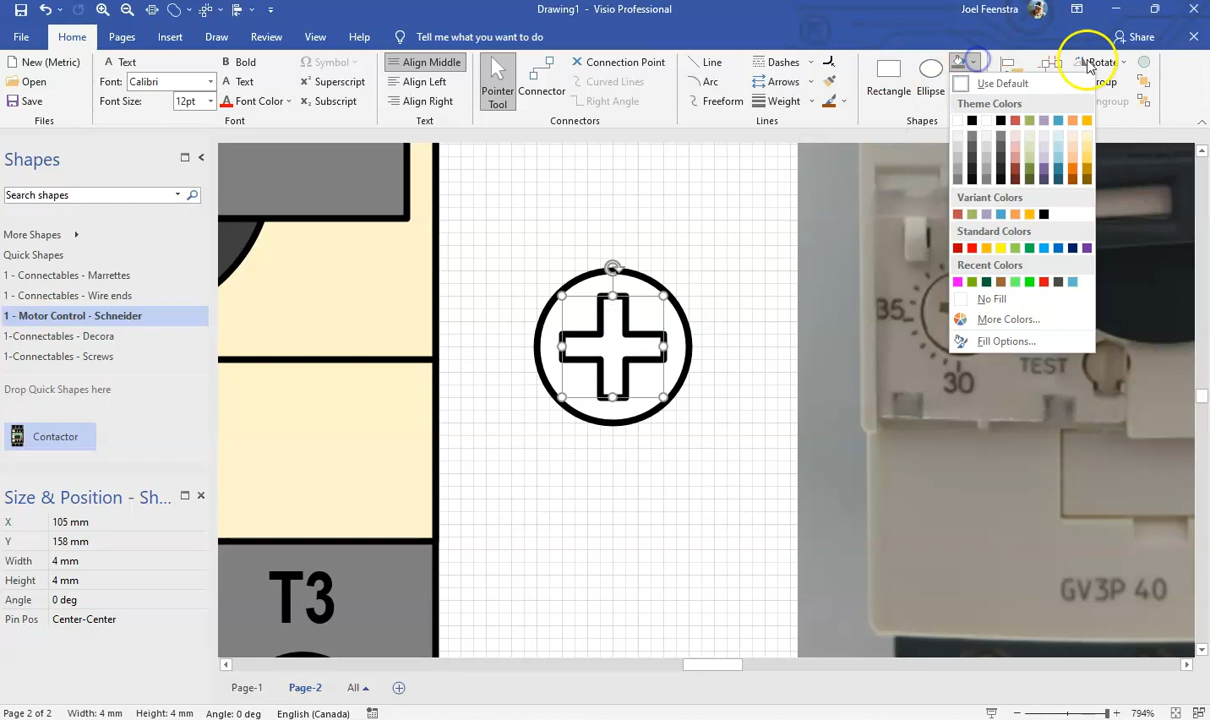 Drawing1 - Visio Professional
Joel Feenstra
File
Home
Pages
Insert
Draw
Review
View
Help
Tell me what you want to do
Share
New (Metric)
Open
Save
Files
Text
Bold
Symbol
Font: Calibri
Italic
Superscript
Font Size: 12pt
Font Color
Subscript
Font
Align Middle
Align Left
Align Right
Text
Pointer
Tool
Connector
Connection Point
Curved Lines
Right Angle
Connectors
Line
Arc
Freeform
Dashes
Arrows
Weight
Lines
Rectangle
Ellipse
Shapes
Rotate
Use Default
Theme Colors
Variant Colors
Standard Colors
Recent Colors
No Fill
More Colors...
Fill Options...
Shapes
Search shapes
More Shapes
Quick Shapes
1 - Connectables - Marrettes
1 - Connectables - Wire ends
1 - Motor Control - Schneider
1-Connectables - Decora
1-Connectables - Screws
Drop Quick Shapes here
Contactor
Size & Position - Sh...
X 105 mm
Y 158 mm
Width 4 mm
Height 4 mm
Angle 0 deg
Pin Pos Center-Center
T3
35
30
TEST
GV3P 40
Page-1
Page-2
All
Page 2 of 2
Width: 4 mm
Height: 4 mm
Angle: 0 deg
English (Canada)
794%